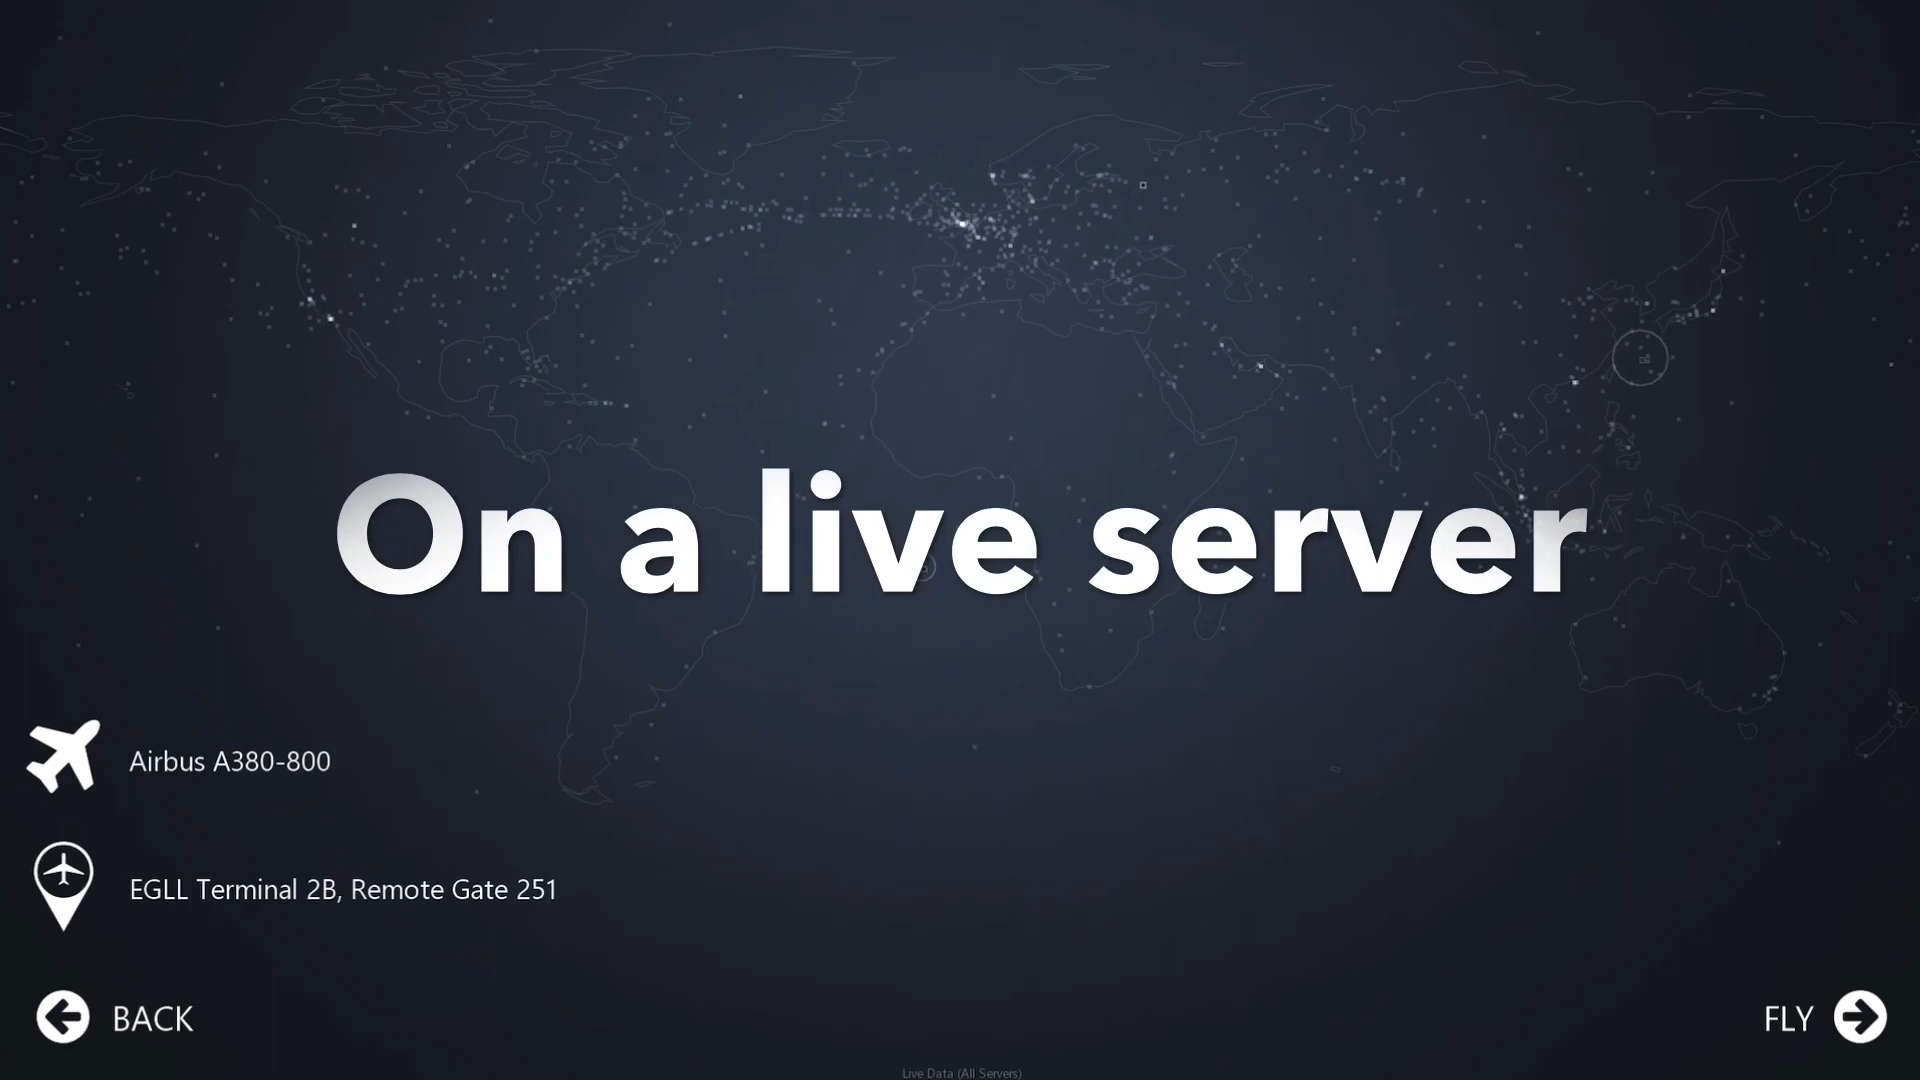 On a live server
Airbus A380-800
EGLL Terminal 2B, Remote Gate 251
BACK
FLY
Live Data (All Servers)